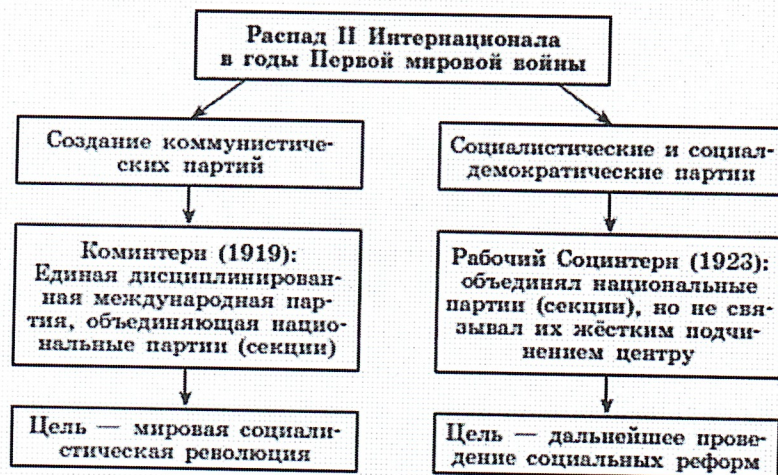 Распад II Интернационала
в годы Первой мировой войны
Создание коммунистиче-
ских партий
Социалистические и социал-
демократические партии
Коминтерн (1919):
Единая дисциплинирован-
ная международная пар-
тия, объединяющая нацио-
нальные партии (секции)
Рабочий Социнтерн (1923):
объединял национальные
партии (секции), но не свя-
зывал их жёстким подчи-
нением центру
Цель — мировая социали-
стическая революция
Цель — дальнейшее прове-
дение социальных реформ